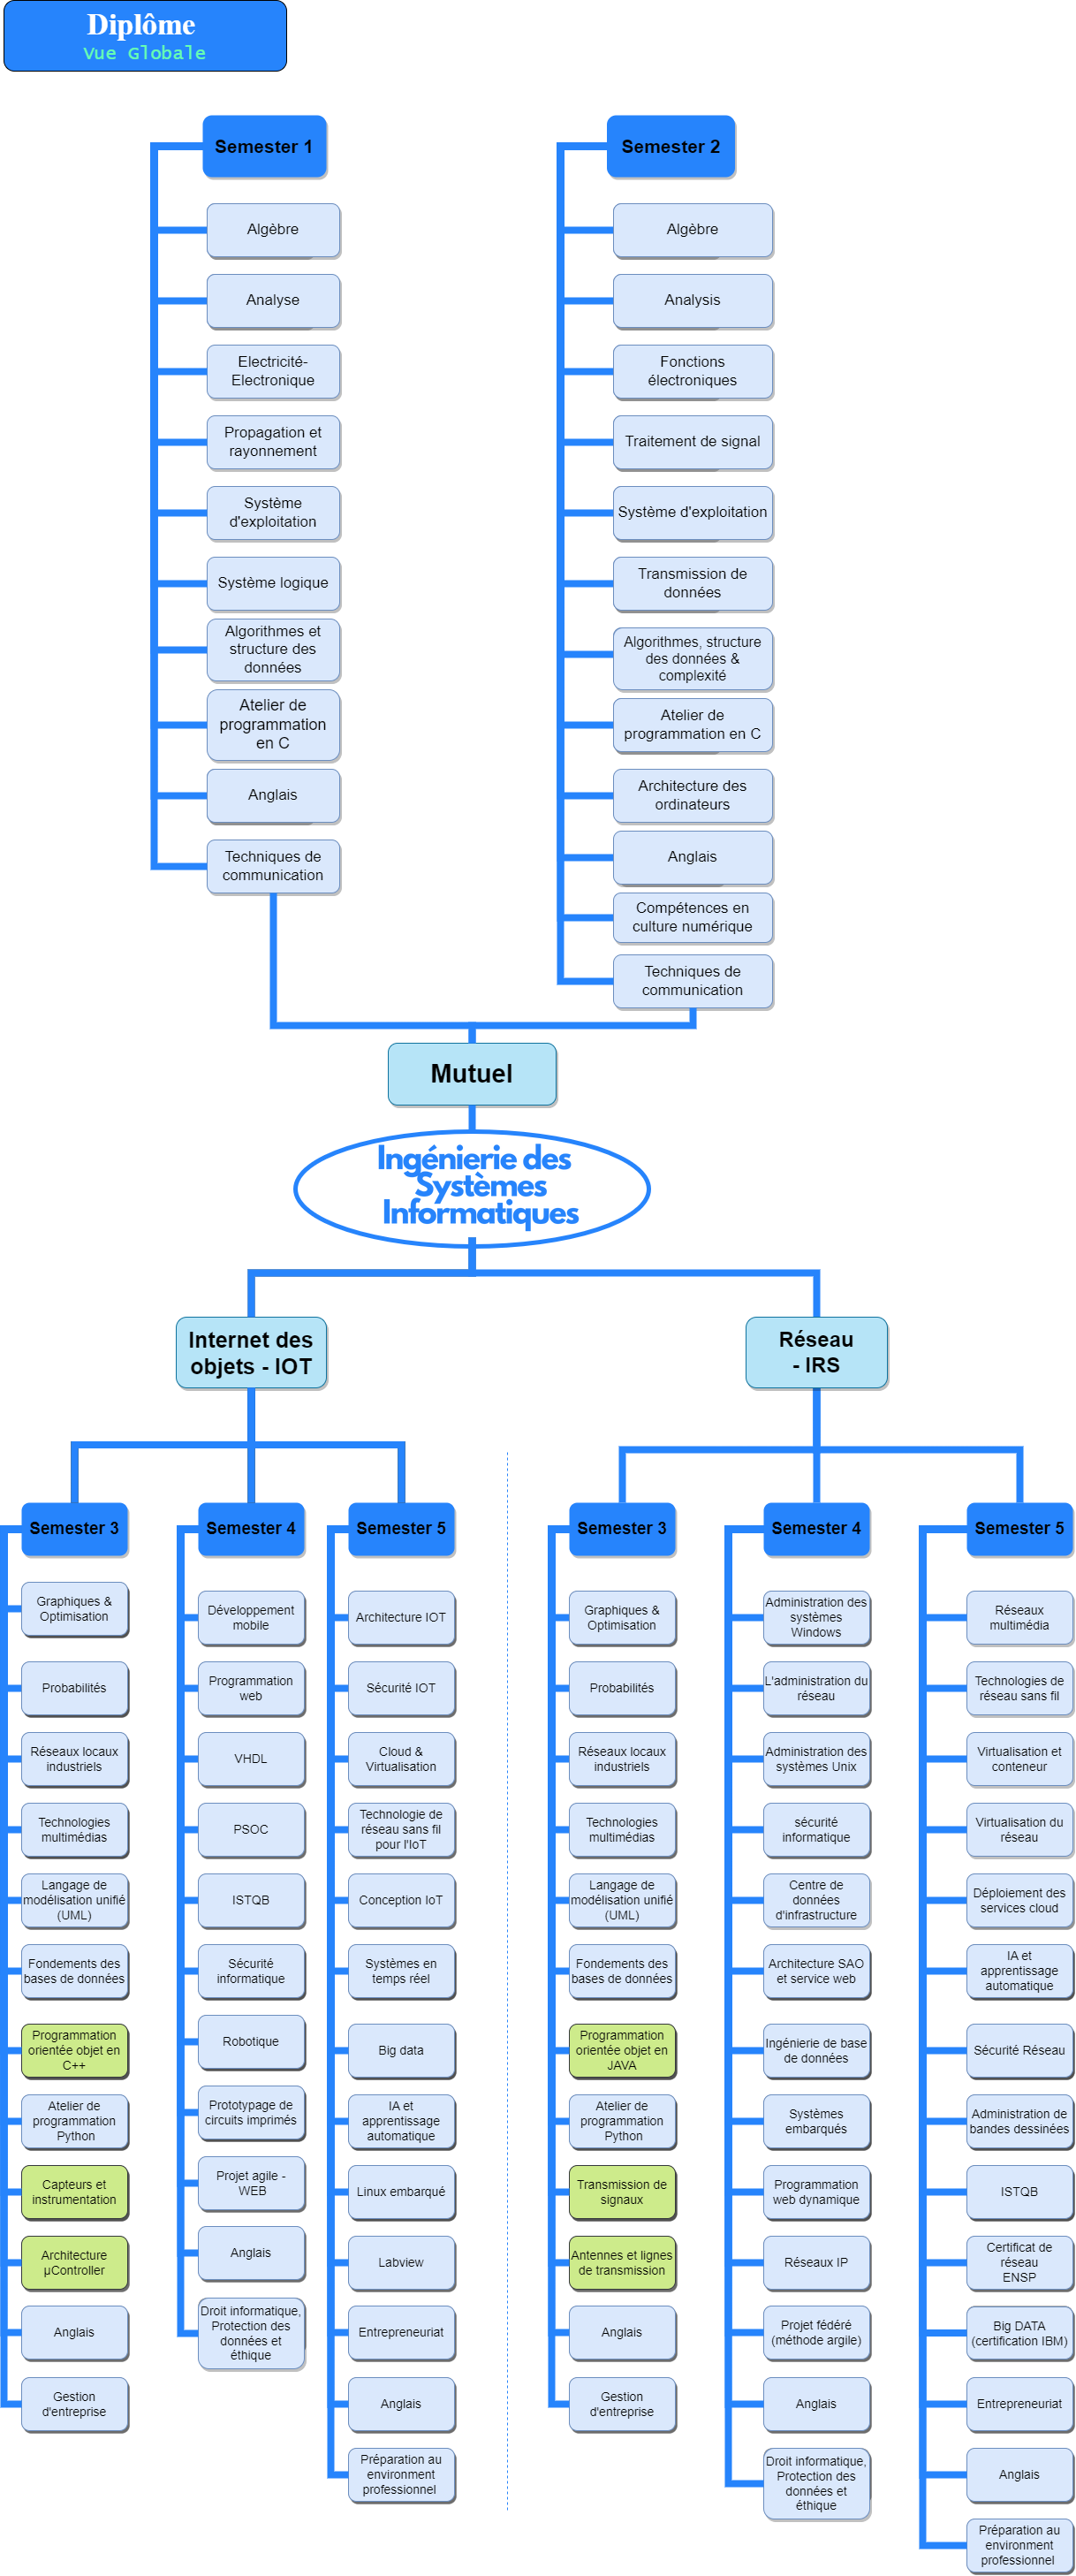 Diplôme
Vue Globale
Semester 1
Algèbre
Analyse
Electricité-
Electronique
Propagation et
rayonnement
Système
d'exploitation
Système logique
Algorithmes et
structure des
données
Atelier de
programmation
en C
Anglais
Techniques de
communication
Semester 2
Algèbre
Analysis
Fonctions
électroniques
Traitement de signal
Système d'exploitation
Transmission de
données
Algorithmes, structure
des données &
complexité
Atelier de
programmation en C
Architecture des
ordinateurs
Anglais
Compétences en
culture numérique
Techniques de
communication
Mutuel
Ingénierie des
Systèmes
Informatiques
Internet des
objets - IOT
Réseau
- IRS
Semester 3
Graphiques &
Optimisation
Probabilités
Réseaux locaux
industriels
Technologies
multimédias
Langage de
modélisation unifié
(UML)
Fondements des
bases de données
Programmation
orientée objet en
C++
Atelier de
programmation
Python
Capteurs et
instrumentation
Architecture
µController
Anglais
Gestion
d'entreprise
Semester 4
Développement
mobile
Programmation
web
VHDL
PSOC
ISTQB
Sécurité
informatique
Robotique
Prototypage de
circuits imprimés
Projet agile -
WEB
Anglais
Droit informatique,
Protection des
données et
éthique
Semester 5
Architecture IOT
Sécurité IOT
Cloud &
Virtualisation
Technologie de
réseau sans fil
pour l'IoT
Conception IoT
Systèmes en
temps réel
Big data
IA et
apprentissage
automatique
Linux embarqué
Labview
Entrepreneuriat
Anglais
Préparation au
environment
professionnel
Semester 3
Graphiques &
Optimisation
Probabilités
Réseaux locaux
industriels
Technologies
multimédias
Langage de
modélisation unifié
(UML)
Fondements des
bases de données
Programmation
orientée objet en
JAVA
Atelier de
programmation
Python
Transmission de
signaux
Antennes et lignes
de transmission
Anglais
Gestion
d'entreprise
Semester 4
Administration des
systèmes
Windows
L'administration du
réseau
Administration des
systèmes Unix
sécurité
informatique
Centre de
données
d'infrastructure
Architecture SAO
et service web
Ingénierie de base
de données
Systèmes
embarqués
Programmation
web dynamique
Réseaux IP
Projet fédéré
(méthode argile)
Anglais
Droit informatique,
Protection des
données et
éthique
Semester 5
Réseaux
multimédia
Technologies de
réseau sans fil
Virtualisation et
conteneur
Virtualisation du
réseau
Déploiement des
services cloud
IA et
apprentissage
automatique
Sécurité Réseau
Administration de
bandes dessinées
ISTQB
Certificat de
réseau
ENSP
Big DATA
(certification IBM)
Entrepreneuriat
Anglais
Préparation au
environment
professionnel